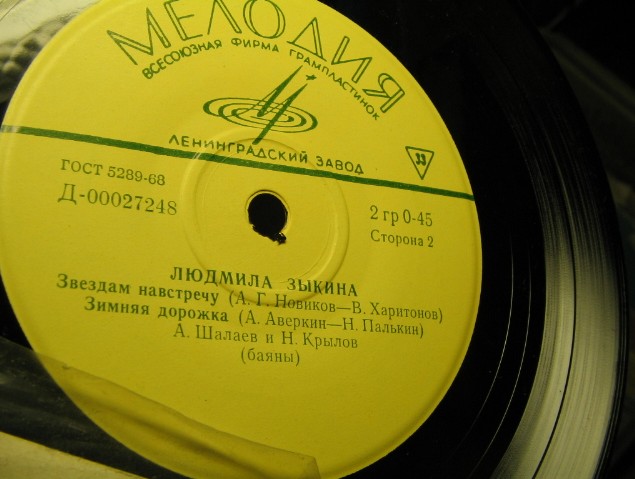 МЕЛОДИЯ
ВСЕСОЮЗНАЯ ФИРМА ГРАМПЛАСТИНОК
ЛЕНИНГРАДСКИЙ ЗАВОД
33
ГОСТ 5289-68
Д-00027248
2 гр 0-45
Сторона 2
ЛЮДМИЛА ЗЫКИНА
Звездам навстречу (А. Г. Новиков—В. Харитонов)
Зимняя дорожка (А. Аверкин—Н. Палькин)
А. Шалаев и Н. Крылов
(баяны)